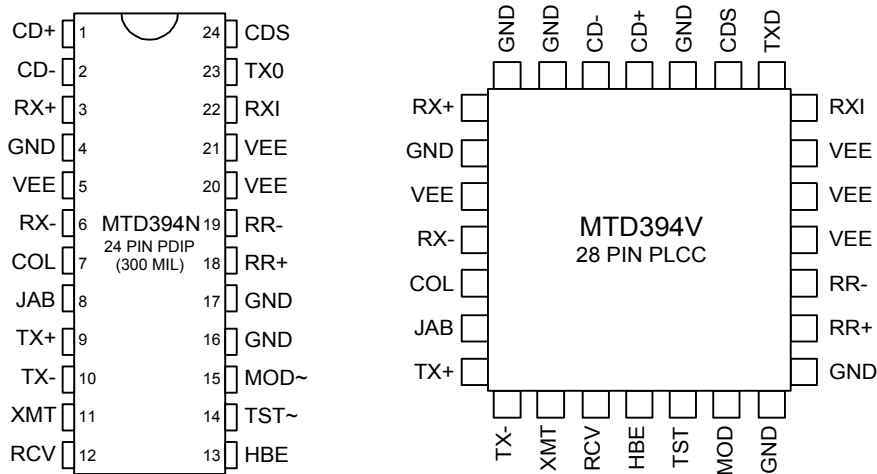 CD+ 1 24 CDS
CD- 2 23 TX0
RX+ 3 22 RXI
GND 4 21 VEE
VEE 5 20 VEE
RX- 6 MTD394N 19 RR-
24 PIN PDIP
(300 MIL)
COL 7 18 RR+
JAB 8 17 GND
TX+ 9 16 GND
TX- 10 15 MOD~
XMT 11 14 TST~
RCV 12 13 HBE
GND GND CD- CD+ GND CDS TXD
RX+ RXI
GND VEE
VEE VEE
MTD394V
28 PIN PLCC
RX- VEE
COL RR-
JAB RR+
TX+ GND
TX- XMT RCV HBE TST MOD GND